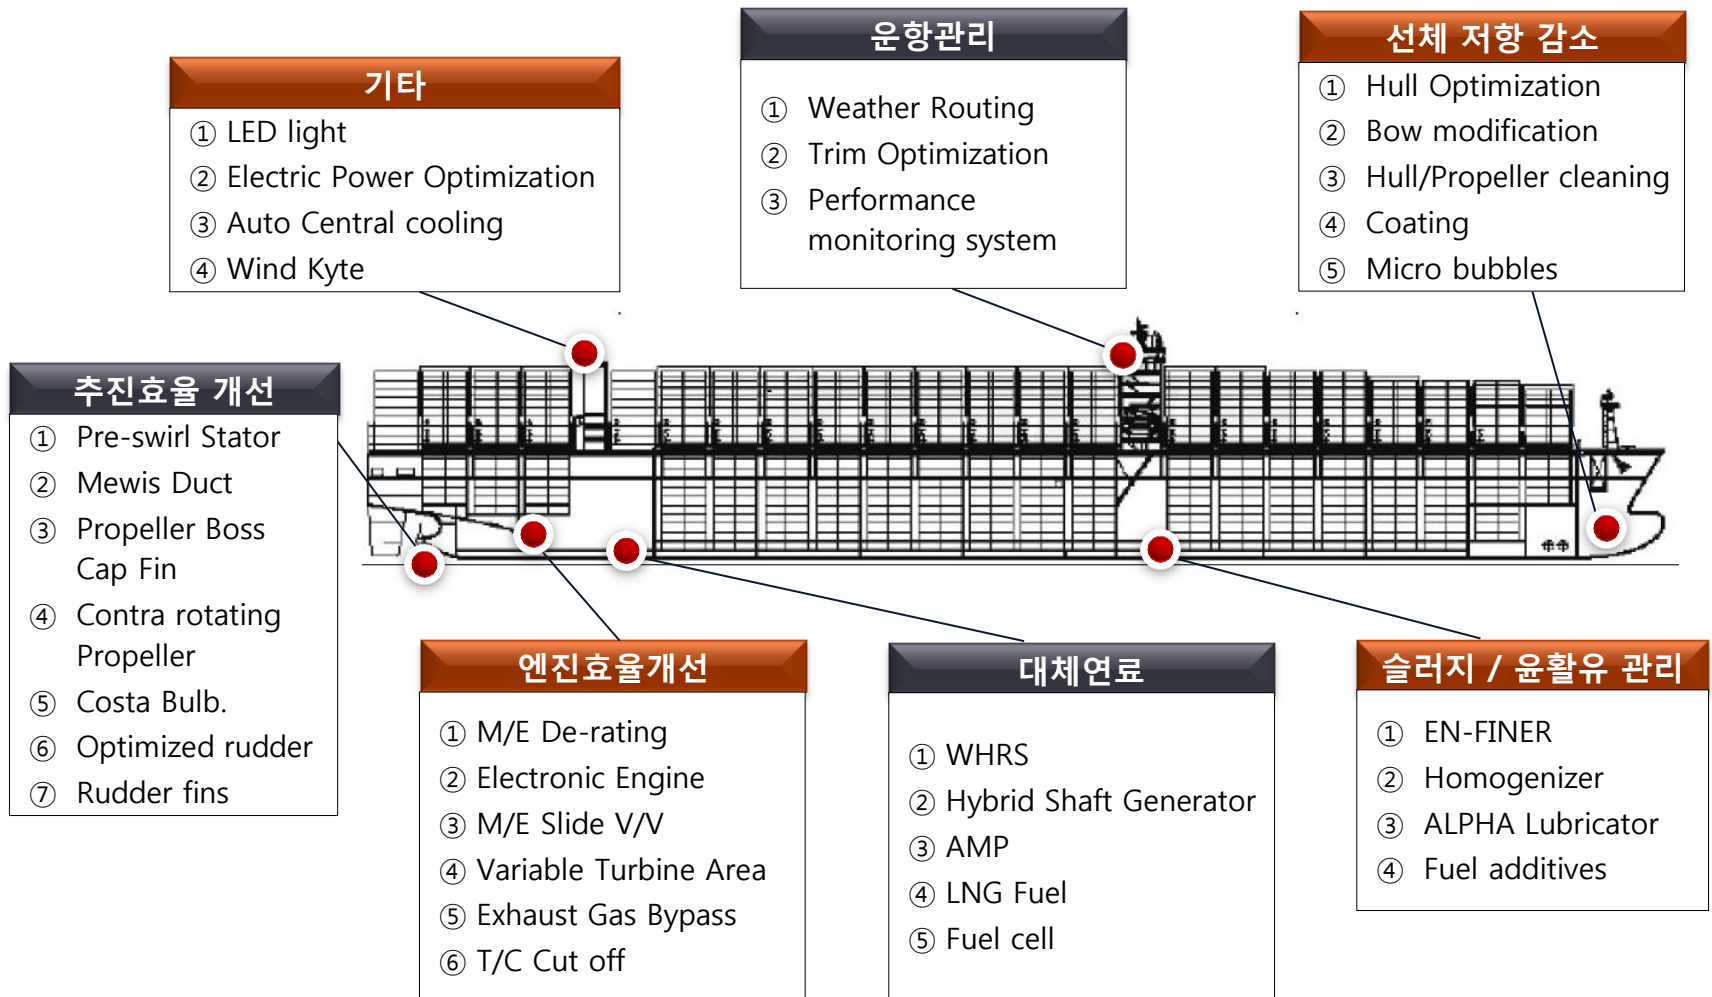 기타
① LED light
② Electric Power Optimization
③ Auto Central cooling
④ Wind Kyte
운항관리
① Weather Routing
② Trim Optimization
③ Performance
monitoring system
선체 저항 감소
① Hull Optimization
② Bow modification
③ Hull/Propeller cleaning
④ Coating
⑤ Micro bubbles
추진효율 개선
① Pre-swirl Stator
② Mewis Duct
③ Propeller Boss
Cap Fin
④ Contra rotating
Propeller
⑤ Costa Bulb.
⑥ Optimized rudder
⑦ Rudder fins
엔진효율개선
① M/E De-rating
② Electronic Engine
③ M/E Slide V/V
④ Variable Turbine Area
⑤ Exhaust Gas Bypass
⑥ T/C Cut off
대체연료
① WHRS
② Hybrid Shaft Generator
③ AMP
④ LNG Fuel
⑤ Fuel cell
슬러지 / 윤활유 관리
① EN-FINER
② Homogenizer
③ ALPHA Lubricator
④ Fuel additives